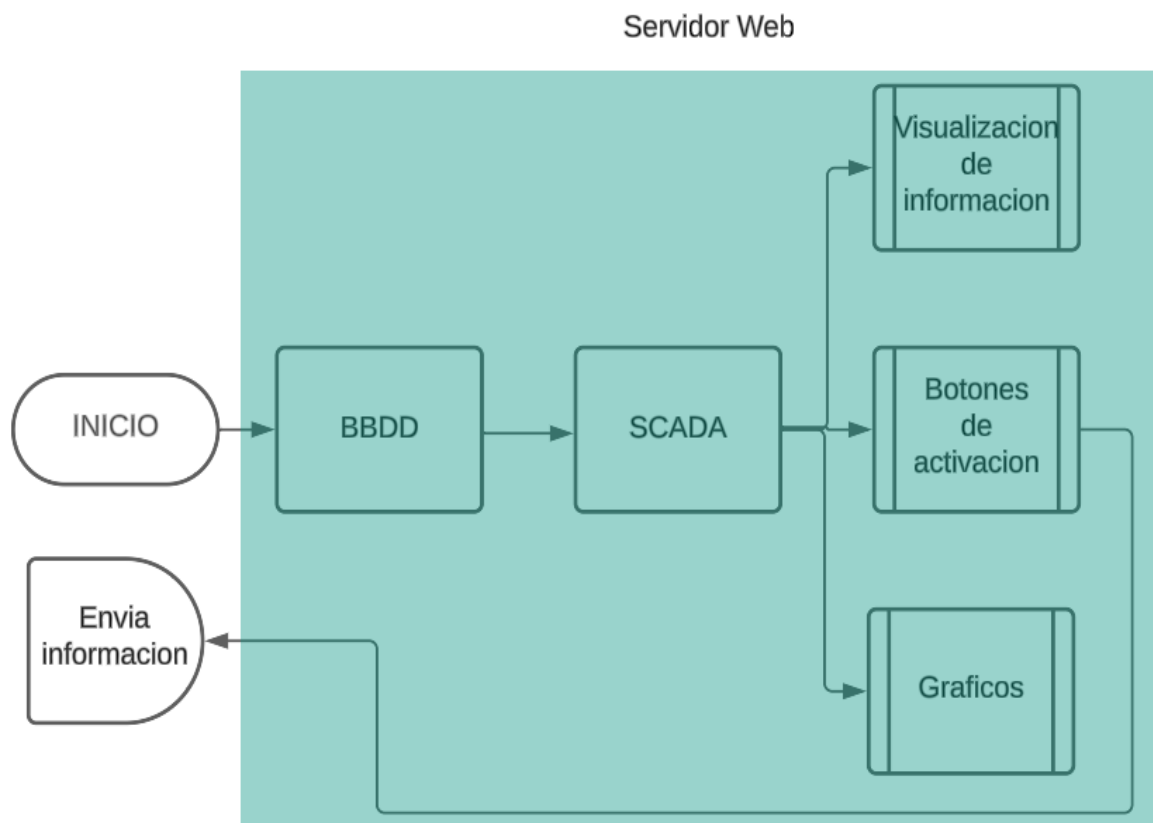 Servidor Web
Visualizacion
de
informacion
INICIO
BBDD
SCADA
Botones
de
activacion
Envia
informacion
Graficos